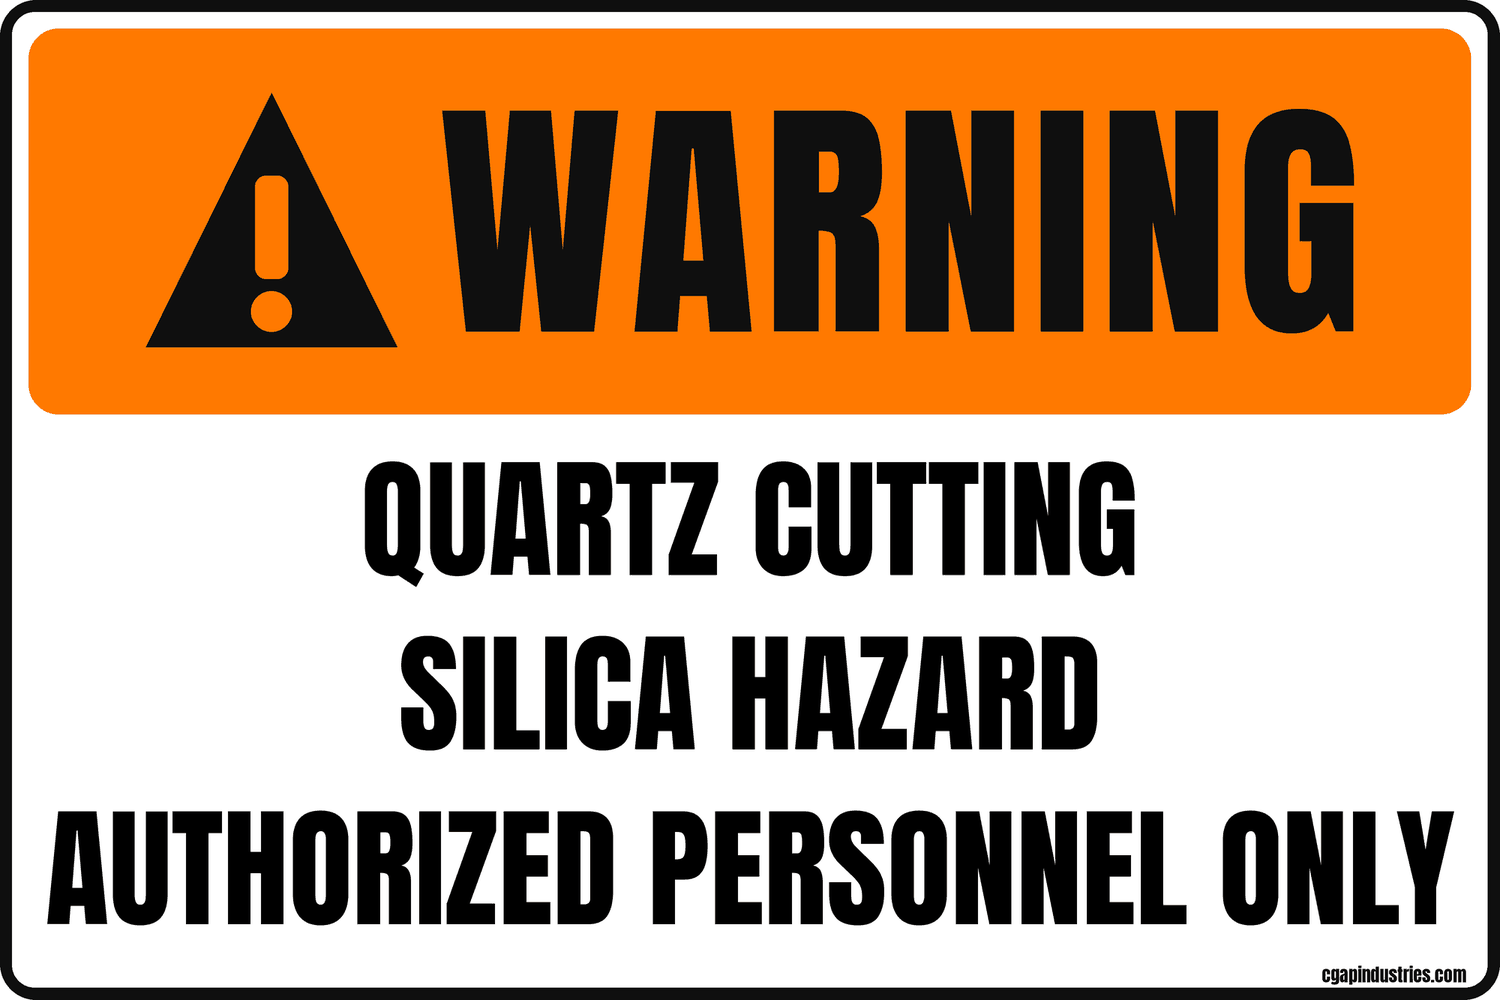 WARNING
QUARTZ CUTTING
SILICA HAZARD
AUTHORIZED PERSONNEL ONLY
cgapindustries.com